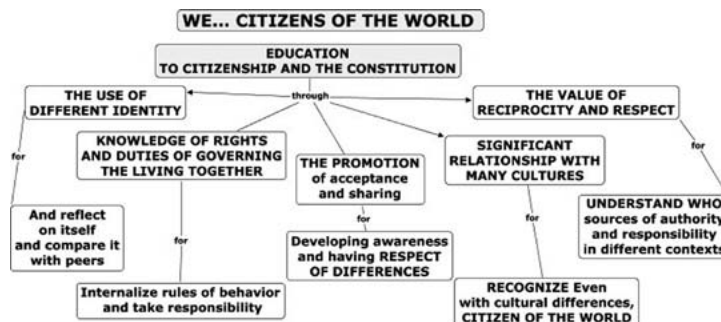 WE... CITIZENS OF THE WORLD
EDUCATION
TO CITIZENSHIP AND THE CONSTITUTION
through
THE USE OF
DIFFERENT IDENTITY
THE VALUE OF
RECIPROCITY AND RESPECT
KNOWLEDGE OF RIGHTS
AND DUTIES OF GOVERNING
THE LIVING TOGETHER
THE PROMOTION
of acceptance
and sharing
SIGNIFICANT
RELATIONSHIP WITH
MANY CULTURES
for
for
for
for
for
And reflect
on itself
and compare it
with peers
Internalize rules of behavior
and take responsibility
Developing awareness
and having RESPECT
OF DIFFERENCES
RECOGNIZE Even
with cultural differences,
CITIZEN OF THE WORLD
UNDERSTAND WHO
sources of authority
and responsibility
in different contexts